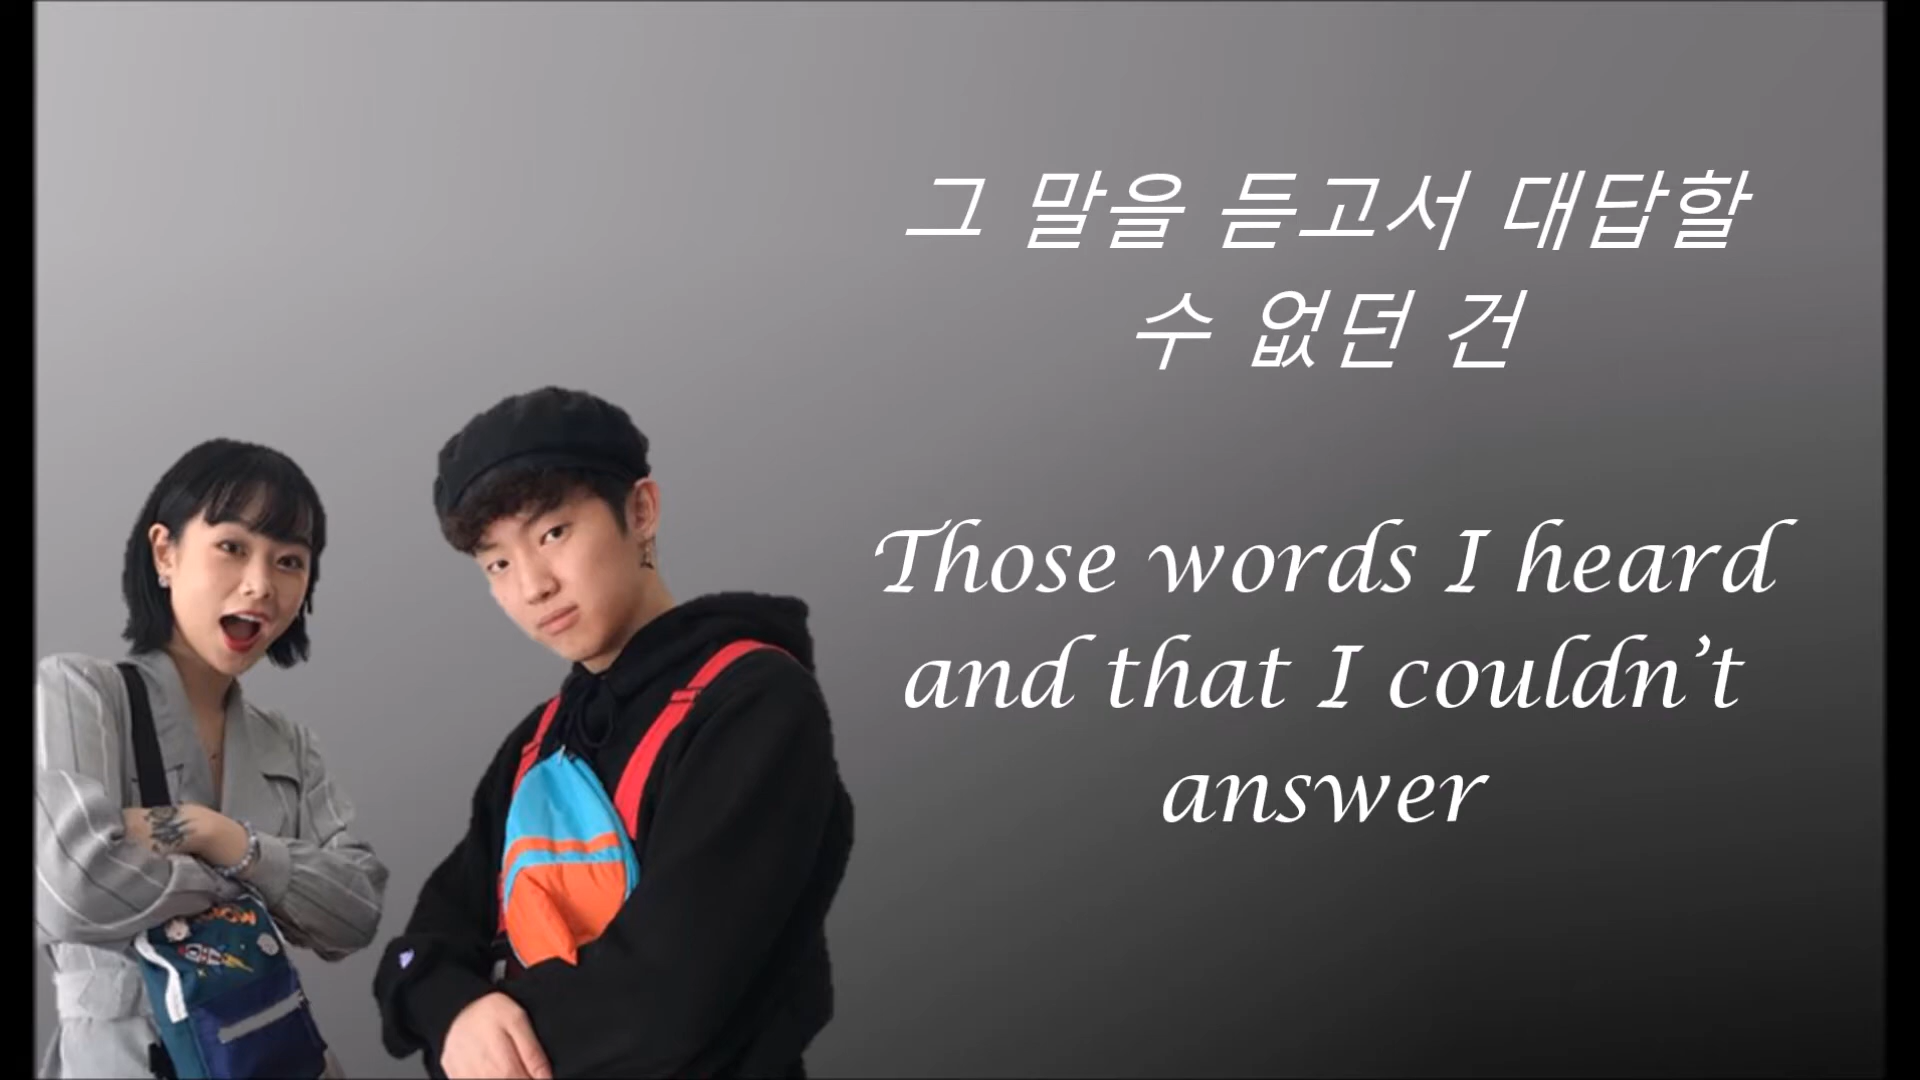 그 말을 듣고서 대답할
수 없던 건
Those words I heard
and that I couldn't
answer